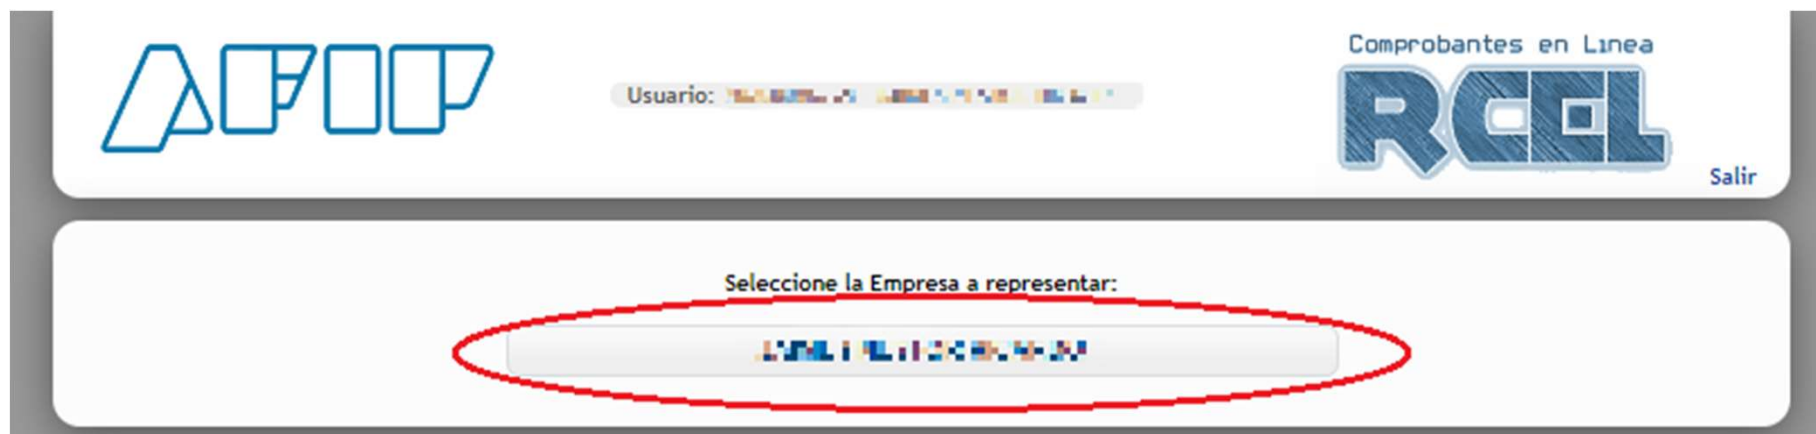 AFIP
Usuario:
Comprobantes en Linea
RCEL
Salir
Seleccione la Empresa a representar: